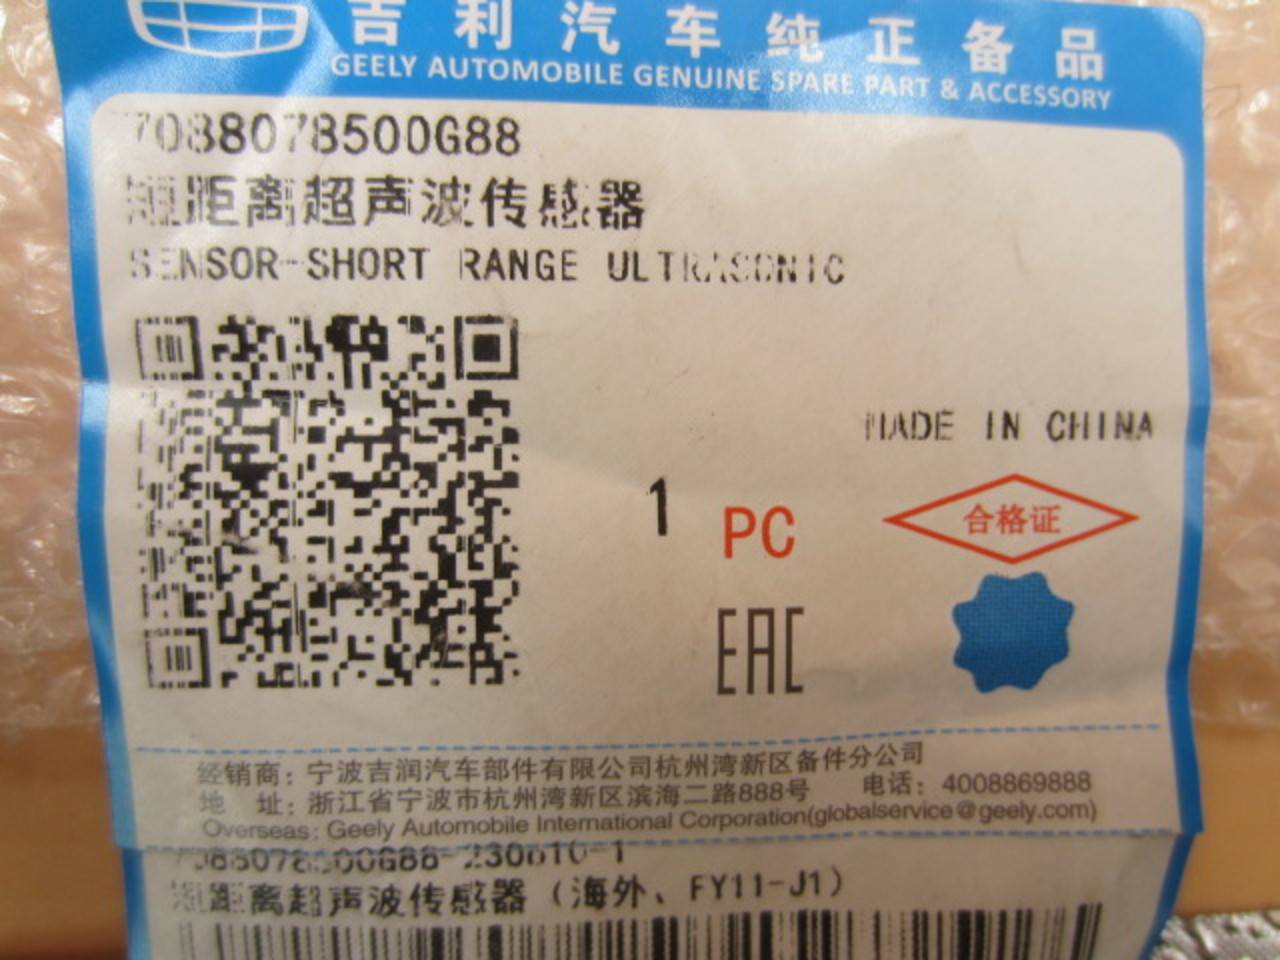 吉利汽车纯正备品
GEELY AUTOMOBILE GENUINE SPARE PART & ACCESSORY
7088078500G88
短距离超声波传感器
SENSOR-SHORT RANGE ULTRASONIC
MADE IN CHINA
1 PC
合格证
EAC
经销商：宁波吉润汽车部件有限公司杭州湾新区备件分公司
地 址：浙江省宁波市杭州湾新区滨海二路888号 电话：4008869888
Overseas: Geely Automobile International Corporation(globalservice@geely.com)
短距离超声波传感器（海外、FY11-J1）